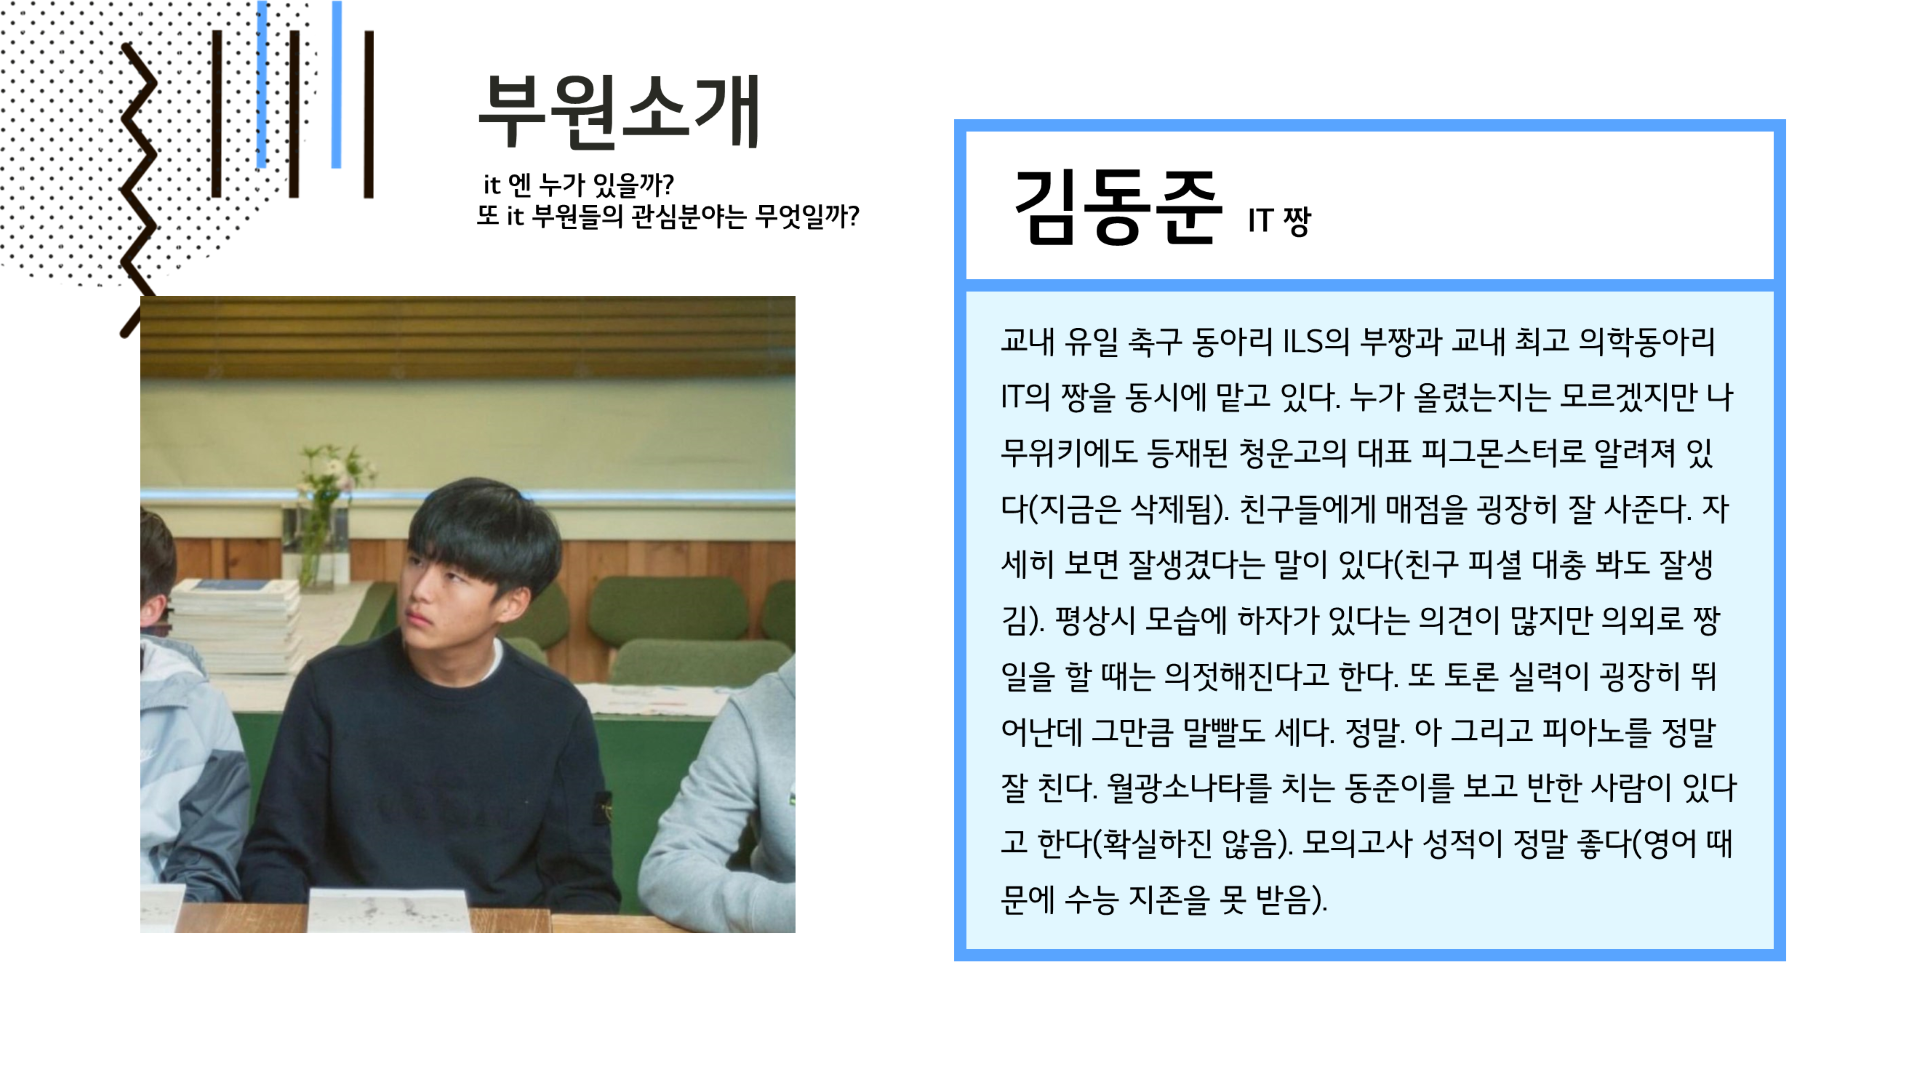 부원소개
it 엔 누가 있을까?
또 it 부원들의 관심분야는 무엇일까?
김동준 IT 짱
교내 유일 축구 동아리 ILS의 부짱과 교내 최고 의학동아리
IT의 짱을 동시에 맡고 있다. 누가 올렸는지는 모르겠지만 나
무위키에도 등재된 청운고의 대표 피그몬스터로 알려져 있
다(지금은 삭제됨). 친구들에게 매점을 굉장히 잘 사준다. 자
세히 보면 잘생겼다는 말이 있다(친구 피셜 대충 봐도 잘생
김). 평상시 모습에 하자가 있다는 의견이 많지만 의외로 짱
일을 할 때는 의젓해진다고 한다. 또 토론 실력이 굉장히 뛰
어난데 그만큼 말빨도 세다. 정말. 아 그리고 피아노를 정말
잘 친다. 월광소나타를 치는 동준이를 보고 반한 사람이 있다
고 한다(확실하진 않음). 모의고사 성적이 정말 좋다(영어 때
문에 수능 지존을 못 받음).